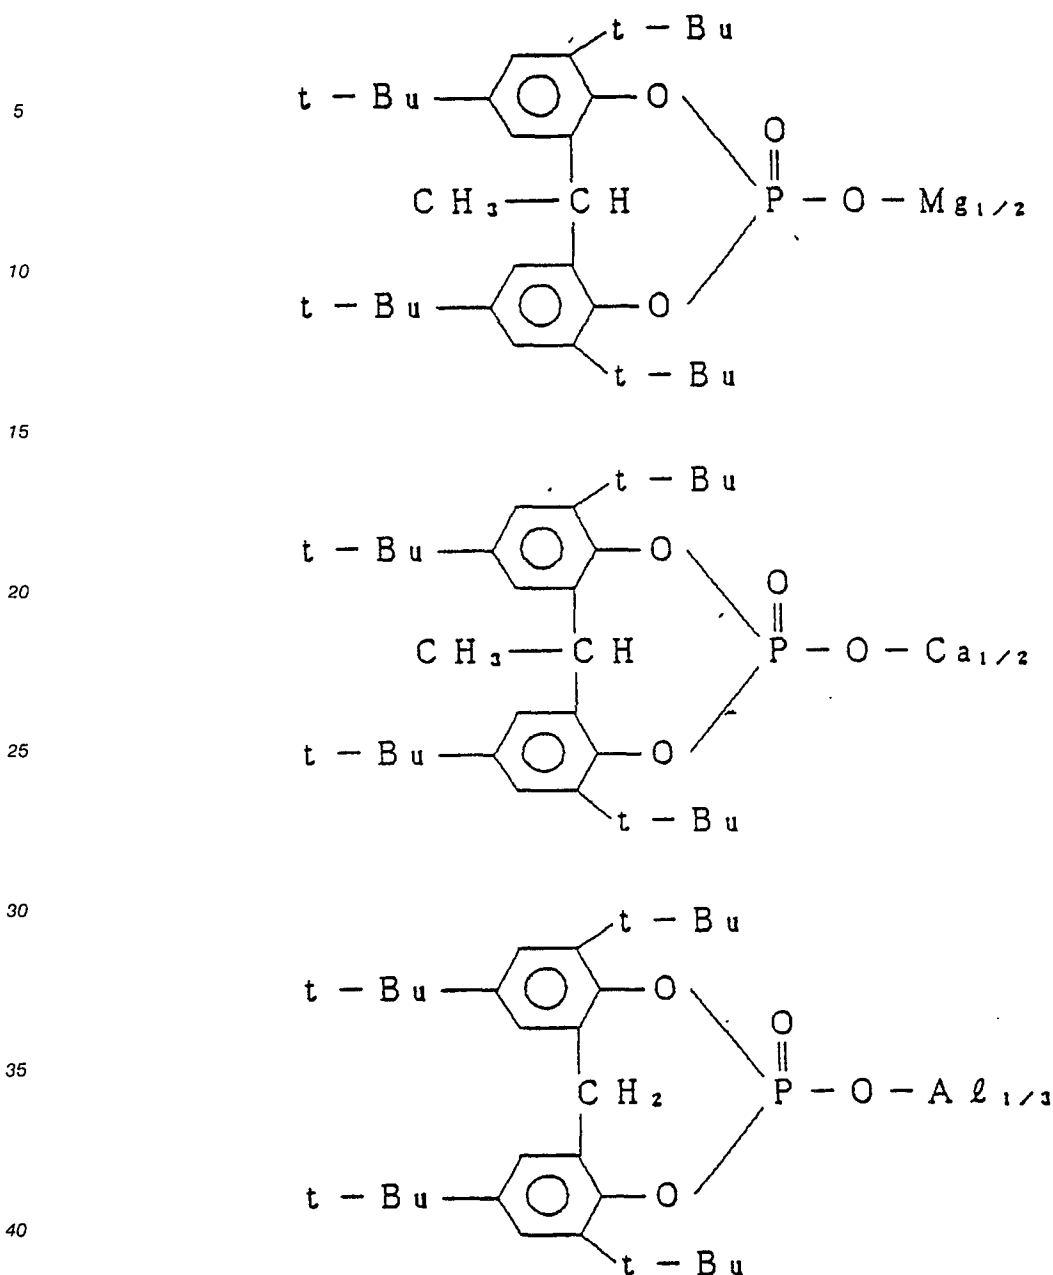 t − Bu
5
t − Bu
O
O
CH₃
CH
P − O − Mg₁/₂
10
t − Bu
O
t − Bu
15
t − Bu
t − Bu
O
20
O
CH₃
CH
P − O − Ca₁/₂
25
t − Bu
O
t − Bu
30
t − Bu
t − Bu
O
O
35
CH₂
P − O − Aℓ₁/₃
t − Bu
O
40
t − Bu